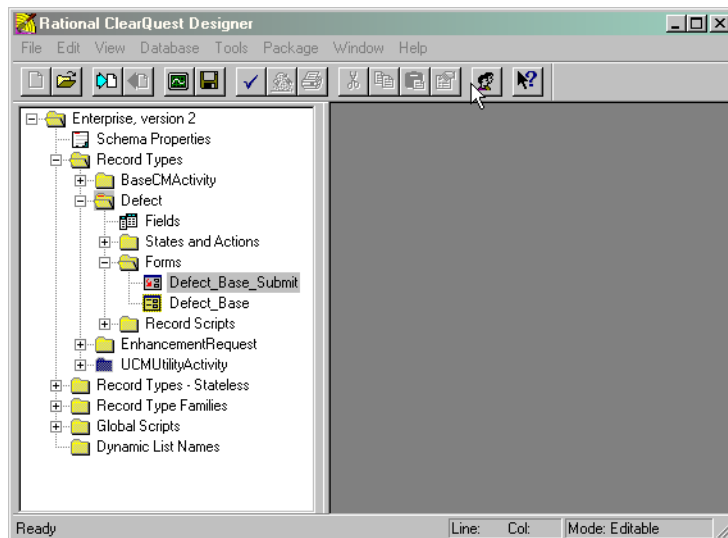 Rational ClearQuest Designer
File Edit View Database Tools Package Window Help
Enterprise, version 2
Schema Properties
Record Types
BaseCMActivity
Defect
Fields
States and Actions
Forms
Defect_Base_Submit
Defect_Base
Record Scripts
EnhancementRequest
UCMUtilityActivity
Record Types - Stateless
Record Type Families
Global Scripts
Dynamic List Names
Ready Line: Col: Mode: Editable